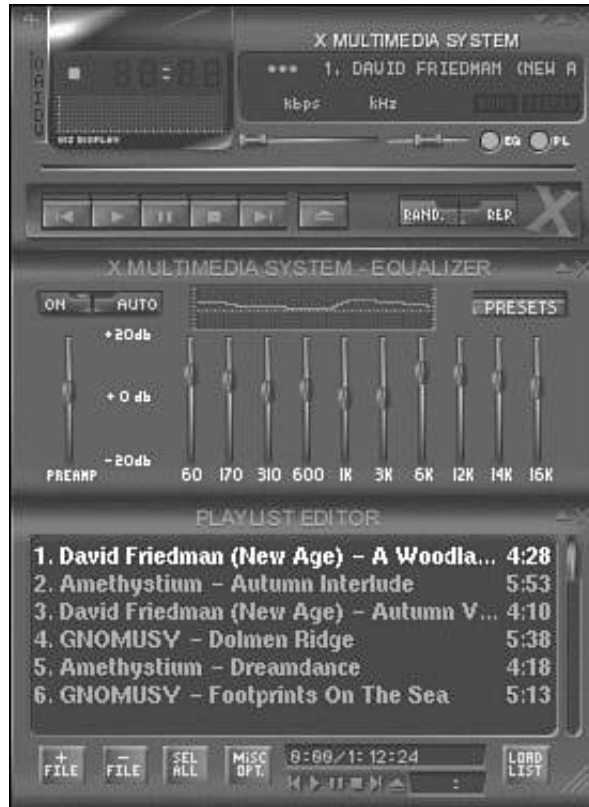 X MULTIMEDIA SYSTEM
1. DAVID FRIEDMAN (NEW A
OAIDV
kbps kHz
VIZ DISPLAY
EQ PL
RAND. REP.
X
X MULTIMEDIA SYSTEM - EQUALIZER
ON AUTO
PRESETS
+20db
+0 db
-20db
PREAMP 60 170 310 600 1K 3K 6K 12K 14K 16K
PLAYLIST EDITOR
1. David Friedman (New Age) – A Woodla... 4:28
2. Amethystium – Autumn Interlude 5:53
3. David Friedman (New Age) – Autumn V... 4:10
4. GNOMUSY – Dolmen Ridge 5:38
5. Amethystium – Dreamdance 4:18
6. GNOMUSY – Footprints On The Sea 5:13
+ FILE
- FILE
SEL ALL
MISC OPT.
0:00/1:12:24
:
LOAD LIST